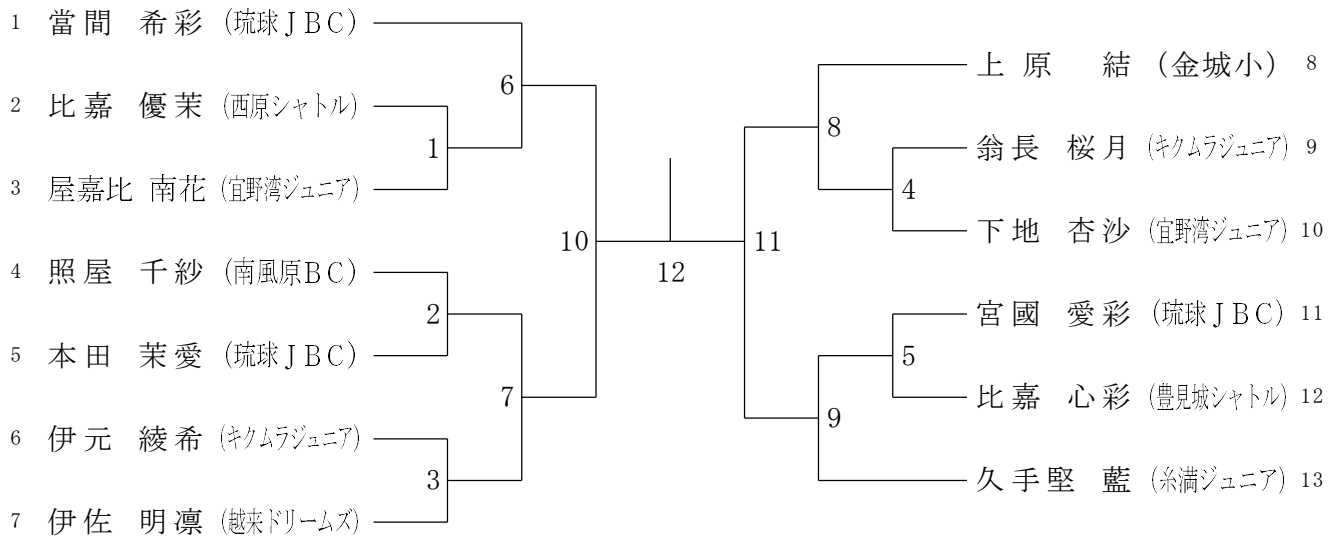 1 當間 希彩 (琉球ＪＢＣ)
6
2 比嘉 優茉 (西原シャトル)
1
3 屋嘉比 南花 (宜野湾ジュニア)
10
4 照屋 千紗 (南風原ＢＣ)
2
5 本田 茉愛 (琉球ＪＢＣ)
7
6 伊元 綾希 (キクムラジュニア)
3
7 伊佐 明凛 (越来ドリームズ)
12
上原 結 (金城小) 8
8
翁長 桜月 (キクムラジュニア) 9
4
下地 杏沙 (宜野湾ジュニア) 10
11
宮國 愛彩 (琉球ＪＢＣ) 11
5
比嘉 心彩 (豊見城シャトル) 12
9
久手堅 藍 (糸満ジュニア) 13